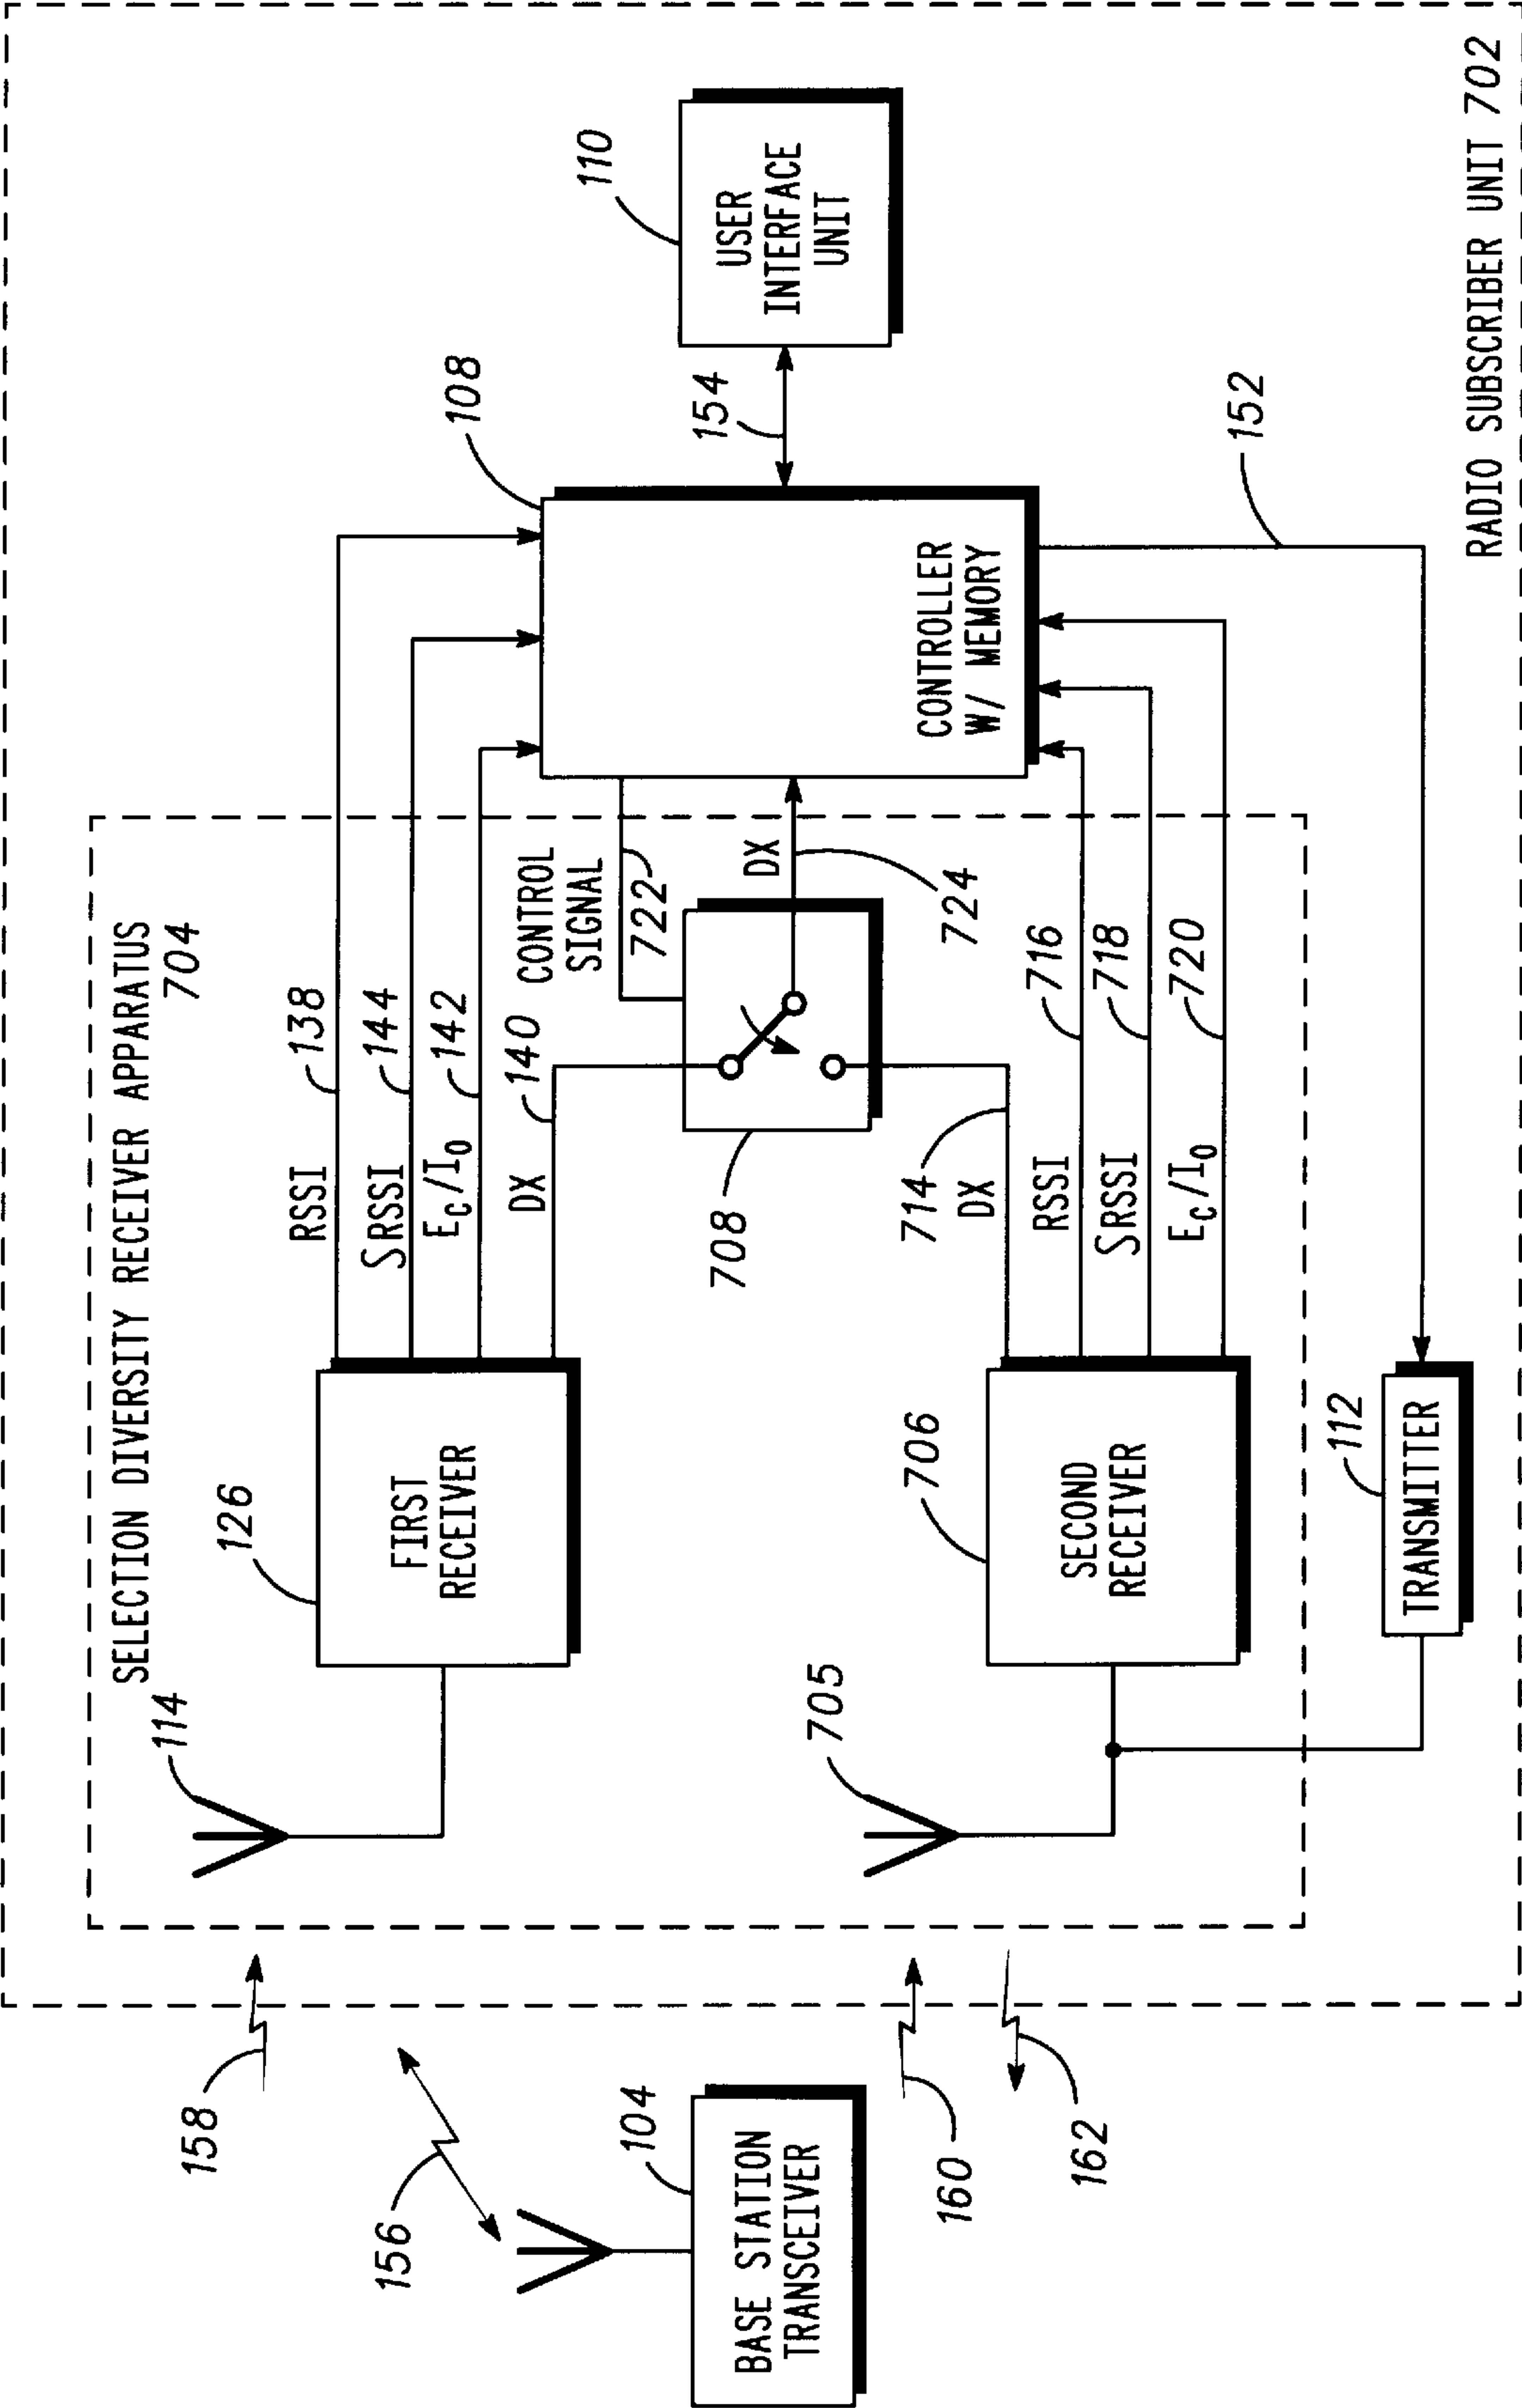 SELECTION DIVERSITY RECEIVER APPARATUS
704
114
126
FIRST
RECEIVER
RSSI
138
SRSSI
144
EC/I0
142
DX
140
CONTROL
SIGNAL
722
108
CONTROLLER
W/ MEMORY
154
110
USER
INTERFACE
UNIT
708
DX
724
158
156
104
BASE STATION
TRANSCEIVER
160
162
705
706
SECOND
RECEIVER
714
DX
RSSI
716
SRSSI
718
EC/I0
720
152
112
TRANSMITTER
RADIO SUBSCRIBER UNIT 702